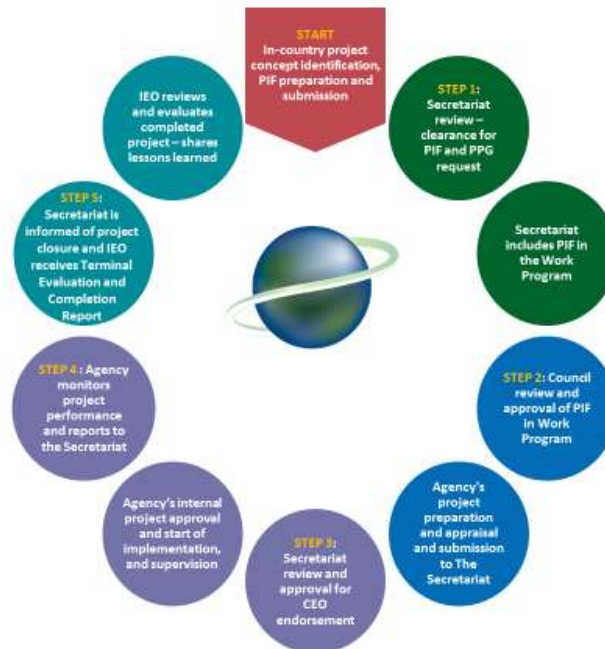 START
In-country project
concept identification,
PIF preparation and
submission
STEP 1:
Secretariat
review –
clearance for
PIF and PPG
request
Secretariat
includes PIF in
the Work
Program
STEP 2: Council
review and
approval of PIF
in Work
Program
Agency's
project
preparation
and appraisal
and submission
to The
Secretariat
STEP 3:
Secretariat
review and
approval for
CEO
endorsement
Agency's internal
project approval
and start of
implementation,
and supervision
STEP 4 : Agency
monitors
project
performance
and reports to
the Secretariat
STEP 5:
Secretariat is
informed of project
closure and IEO
receives Terminal
Evaluation and
Completion
Report
IEO reviews
and evaluates
completed
project – shares
lessons learned